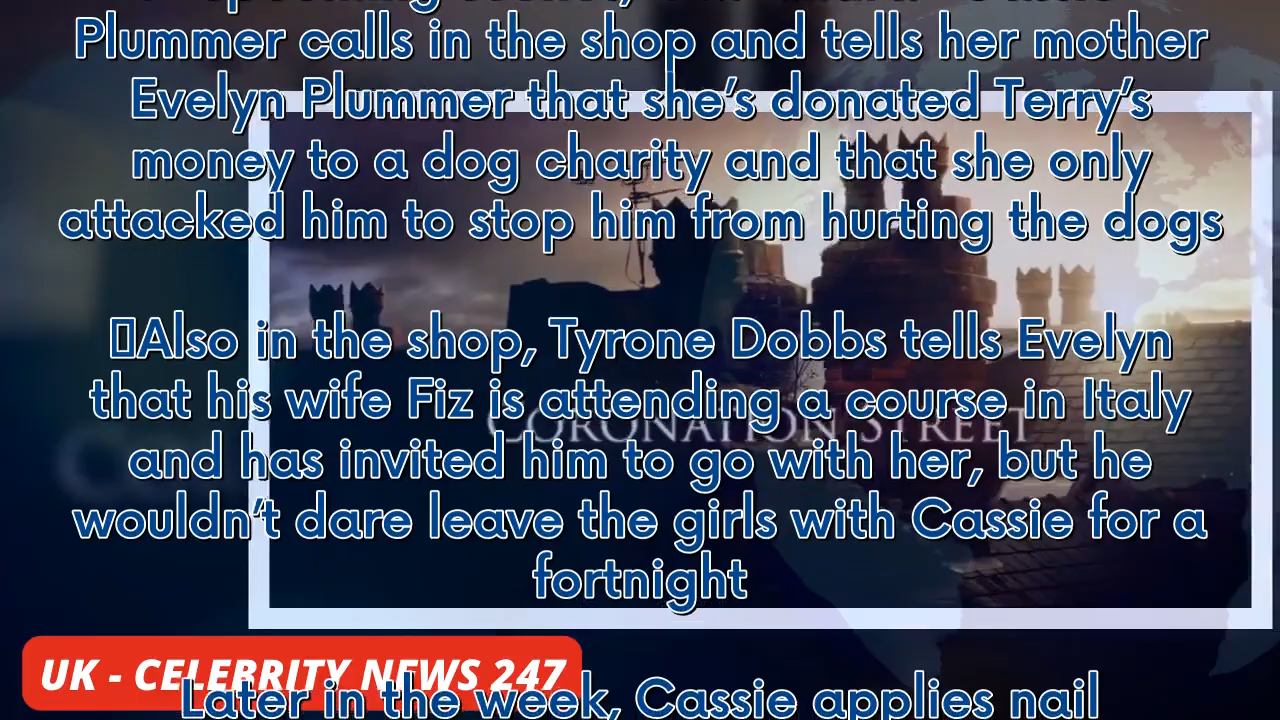 Plummer calls in the shop and tells her mother
Evelyn Plummer that she’s donated Terry’s
money to a dog charity and that she only
attacked him to stop him from hurting the dogs
Also in the shop, Tyrone Dobbs tells Evelyn
that his wife Fiz is attending a course in Italy
and has invited him to go with her, but he
CORONATION STREET
wouldn’t dare leave the girls with Cassie for a
fortnight
UK - CELEBRITY NEWS 247
Later in the week, Cassie applies nail